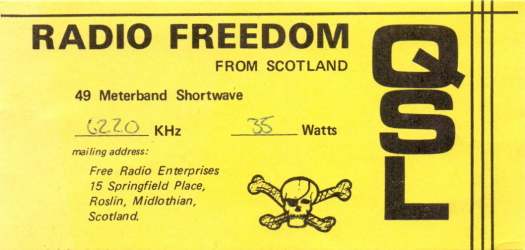 RADIO FREEDOM
FROM SCOTLAND
49 Meterband Shortwave
6220 KHz 35 Watts
mailing address:
Free Radio Enterprises
15 Springfield Place,
Roslin, Midlothian,
Scotland.
QSL